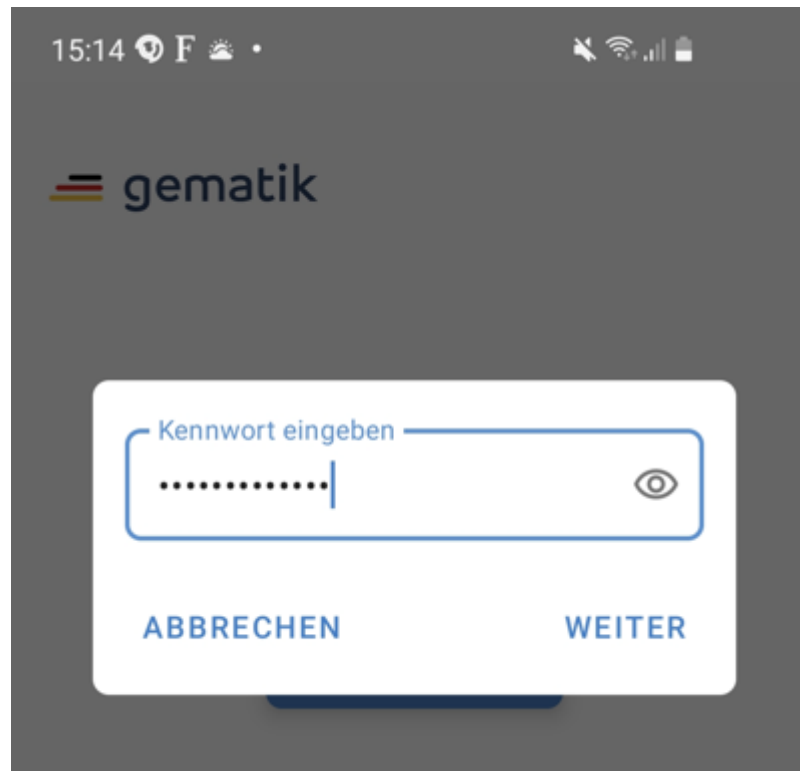 15:14 F
gematik
Kennwort eingeben
•••••••••••••
ABBRECHEN
WEITER